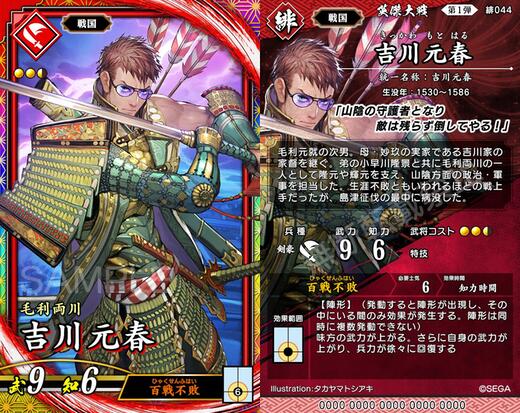 戦国
SAMPLE
毛利両川
吉川元春
武9 知6
ひゃくせんふはい
百戦不敗
6
緋
戦国
英傑大戦
第1弾
緋044
きっかわ もと はる
吉川元春
統一名称:吉川元春
生没年:1530~1586
「山陰の守護者となり
敵は残らず倒してやる!」
毛利元就の次男。母・妙玖の実家である吉川家の
家督を継ぐ。弟の小早川隆景と共に毛利両川の一
人として隆元や輝元を支え、山陰方面の政治・軍
事を担当した。生涯不敗ともいわれるほどの戦上
手だったが、島津征伐の最中に病没した。
兵種 武力 知力 武将コスト
剣豪 9 6 特技
ひゃくせんふはい
百戦不敗
必要士気
6
効果時間
知力時間
効果範囲
【陣形】(発動すると陣形が出現し、その
中にいる間のみ効果が発生する。陣形は同
時に複数発動できない)
味方の武力が上がる。さらに自身の武力が
上がり、兵力が徐々に回復する
Illustration:タカヤマトシアキ
©SEGA
0000-0000-0000-0000-0000-0000